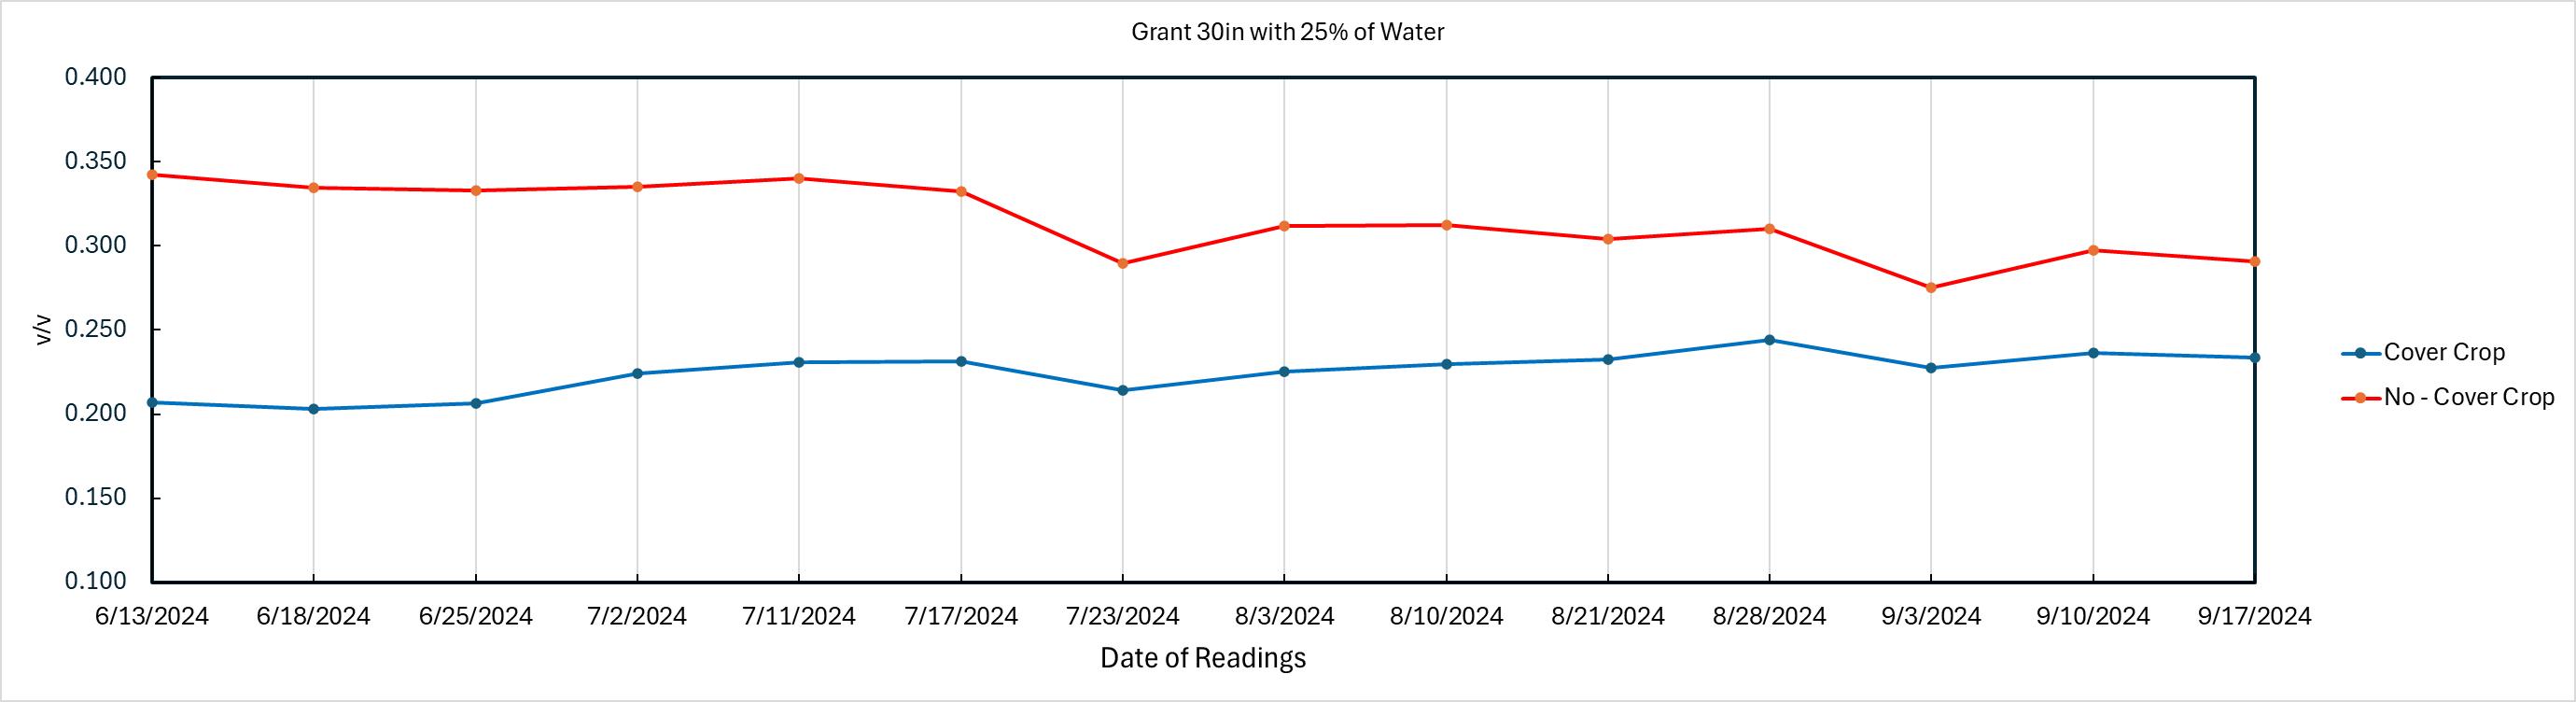 Grant 30in with 25% of Water
0.400
0.350
0.300
0.250
0.200
0.150
0.100
v/v
6/13/2024 6/18/2024 6/25/2024 7/2/2024 7/11/2024 7/17/2024 7/23/2024 8/3/2024 8/10/2024 8/21/2024 8/28/2024 9/3/2024 9/10/2024 9/17/2024
Date of Readings
Cover Crop
No - Cover Crop